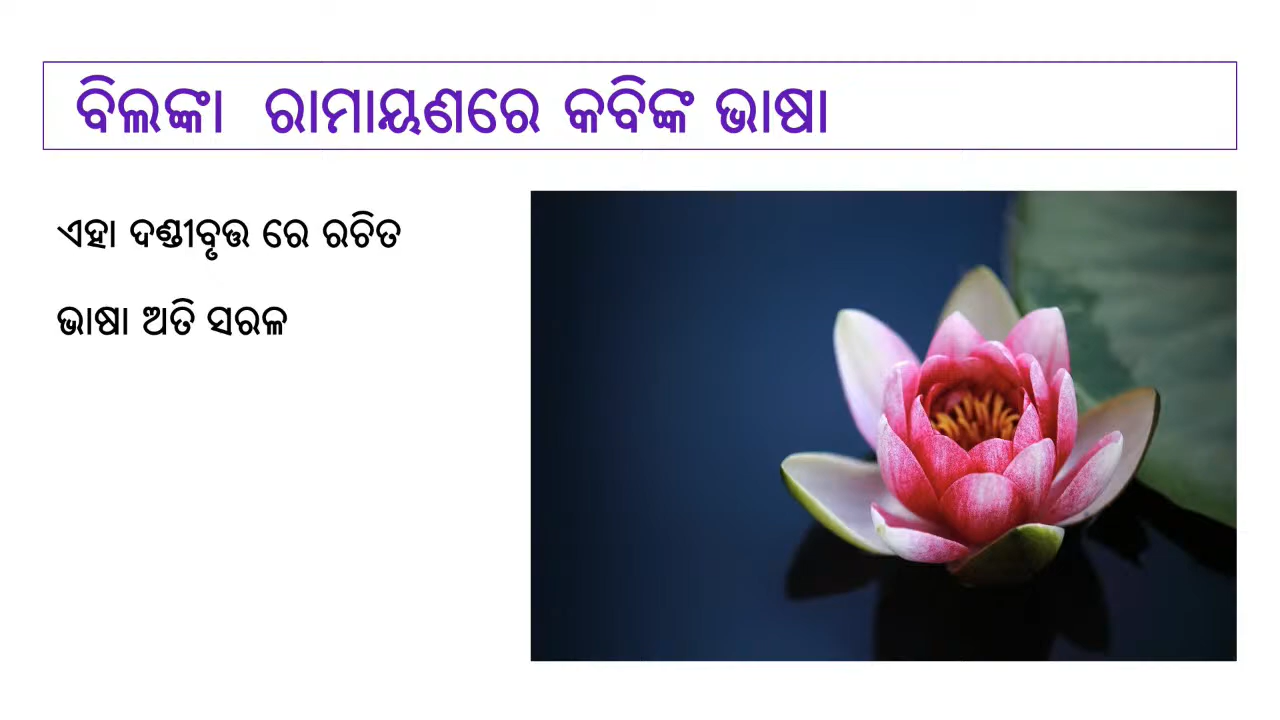 ବିଲଙ୍କା ରାମାୟଣରେ କବିଙ୍କ ଭାଷା
ଏହା ଦଣ୍ଡୀବୃତ୍ତ ରେ ରଚିତ
ଭାଷା ଅତି ସରଳ